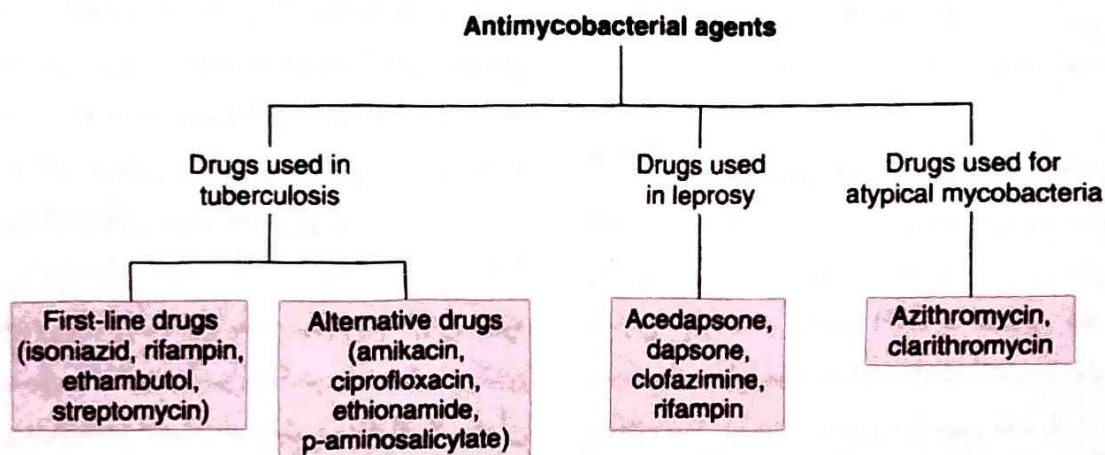 Antimycobacterial agents
Drugs used in
tuberculosis
Drugs used
in leprosy
Drugs used for
atypical mycobacteria
First-line drugs
(isoniazid, rifampin,
ethambutol,
streptomycin)
Alternative drugs
(amikacin,
ciprofloxacin,
ethionamide,
p-aminosalicylate)
Acedapsone,
dapsone,
clofazimine,
rifampin
Azithromycin,
clarithromycin